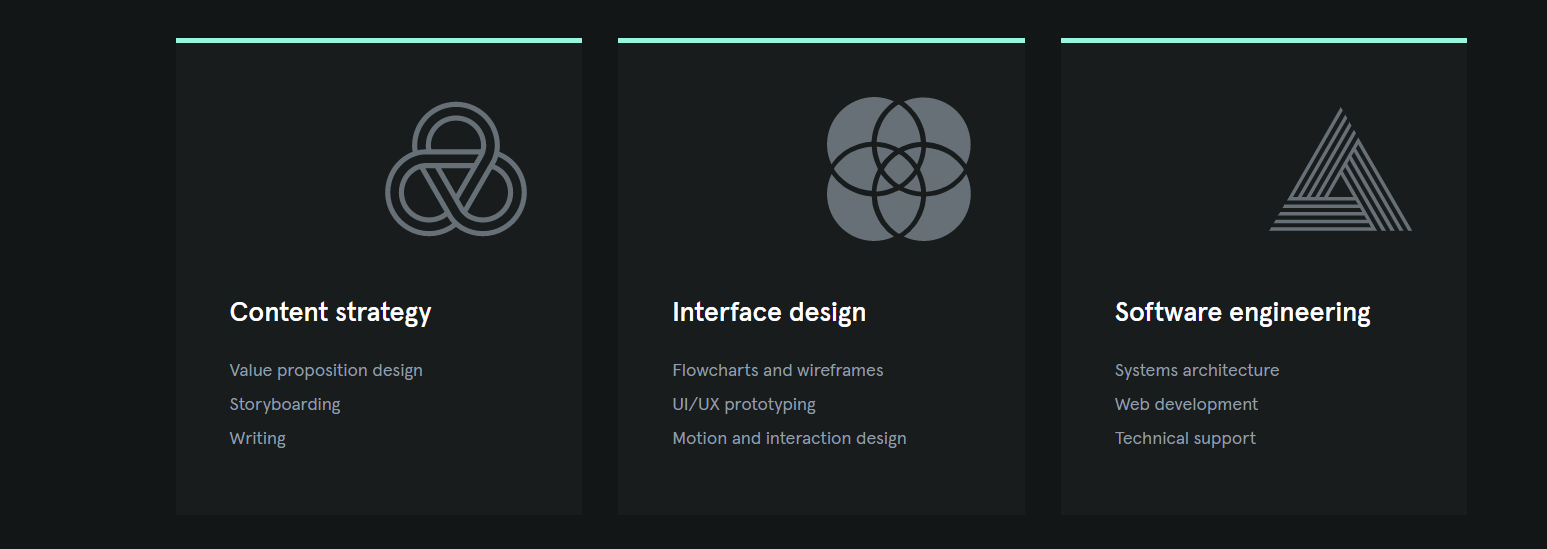 Content strategy
Value proposition design
Storyboarding
Writing
Interface design
Flowcharts and wireframes
UI/UX prototyping
Motion and interaction design
Software engineering
Systems architecture
Web development
Technical support